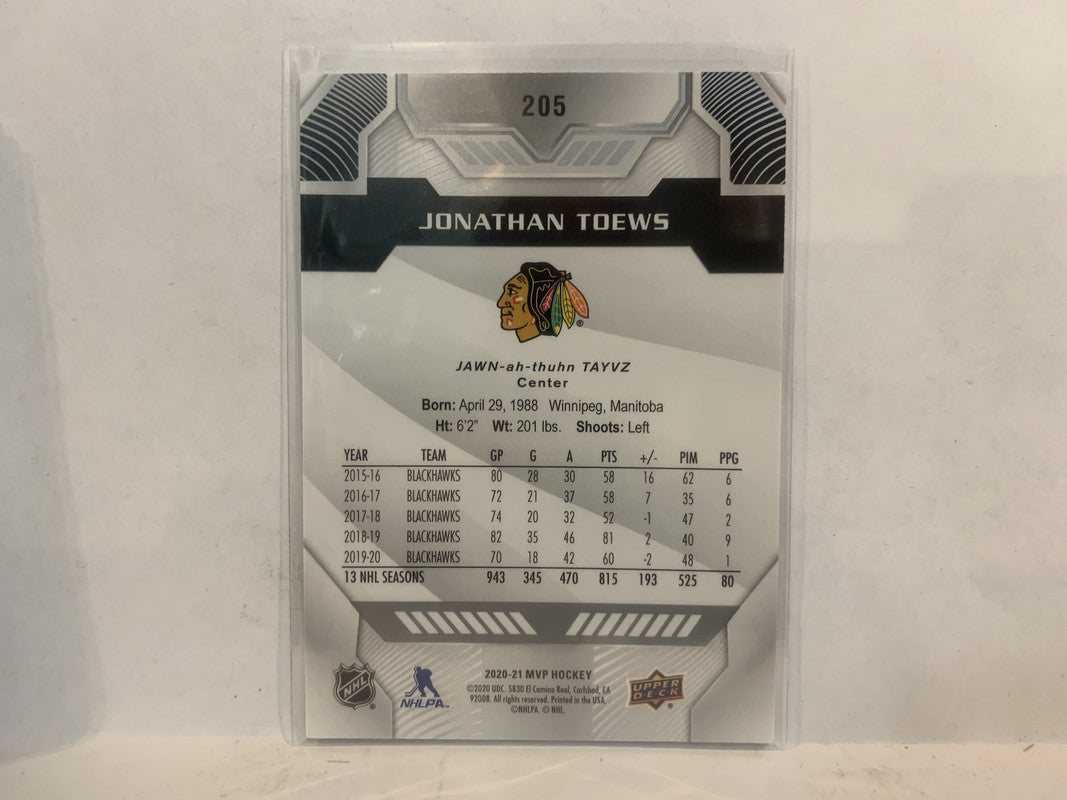 205
JONATHAN TOEWS
®
JAWN-ah-thuhn TAYVZ
Center
Born: April 29, 1988 Winnipeg, Manitoba
Ht: 6'2" Wt: 201 lbs. Shoots: Left
YEAR TEAM GP G A PTS +/- PIM PPG
2015-16 BLACKHAWKS 80 28 30 58 16 62 6
2016-17 BLACKHAWKS 72 21 37 58 7 35 6
2017-18 BLACKHAWKS 74 20 32 52 -1 47 2
2018-19 BLACKHAWKS 82 35 46 81 2 40 9
2019-20 BLACKHAWKS 70 18 42 60 -2 48 1
13 NHL SEASONS 943 345 470 815 193 525 80
2020-21 MVP HOCKEY
©2020 UDC. 5830 El Camino Real, Carlsbad, CA
92008. All rights reserved. Printed in the USA
©NHLPA. © NHL.
NHL
NHLPA
UPPER
DECK